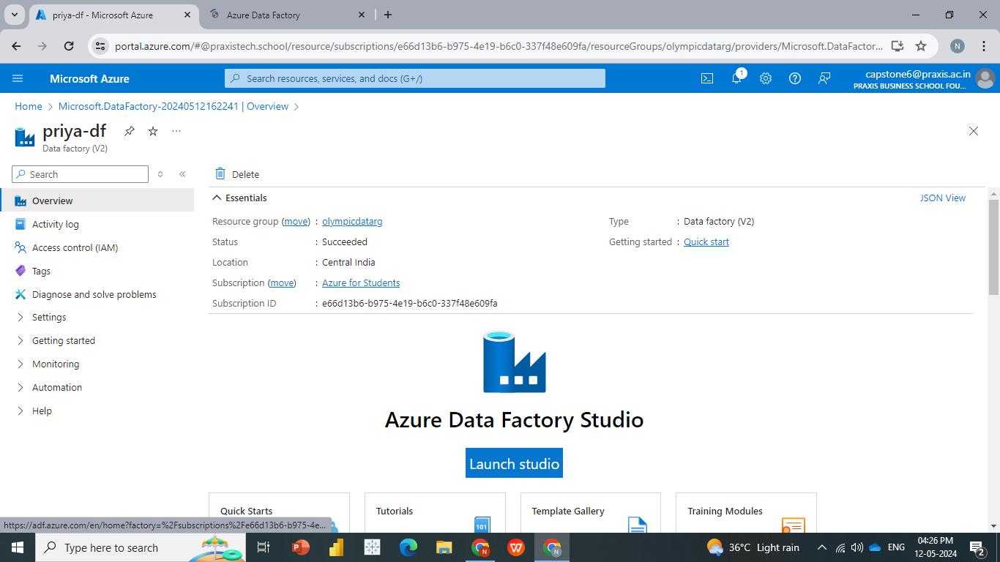 priya-df - Microsoft Azure
Azure Data Factory
portal.azure.com/#@praxistech.school/resource/subscriptions/e66d13b6-b975-4e19-b6c0-337f48e609fa/resourceGroups/olympicdatarg/providers/Microsoft.DataFactor...
N
Microsoft Azure
Search resources, services, and docs (G+/)
1
capstone6@praxis.ac.in
PRAXIS BUSINESS SCHOOL FOU...
Home > Microsoft.DataFactory-20240512162241 | Overview >
priya-df
Data factory (V2)
Search
Delete
Overview
Essentials
JSON View
Activity log
Resource group (move) : olympicdatarg
Type : Data factory (V2)
Status : Succeeded
Getting started : Quick start
Access control (IAM)
Location : Central India
Tags
Subscription (move) : Azure for Students
Diagnose and solve problems
Subscription ID : e66d13b6-b975-4e19-b6c0-337f48e609fa
Settings
Getting started
Monitoring
Automation
Help
Azure Data Factory Studio
Launch studio
Quick Starts
Tutorials
Template Gallery
Training Modules
101
https://adf.azure.com/en/home?factory=%2Fsubscriptions%2Fe66d13b6-b975-4e...
Type here to search
P
W
N
36°C Light rain
ENG
04:26 PM
12-05-2024
2